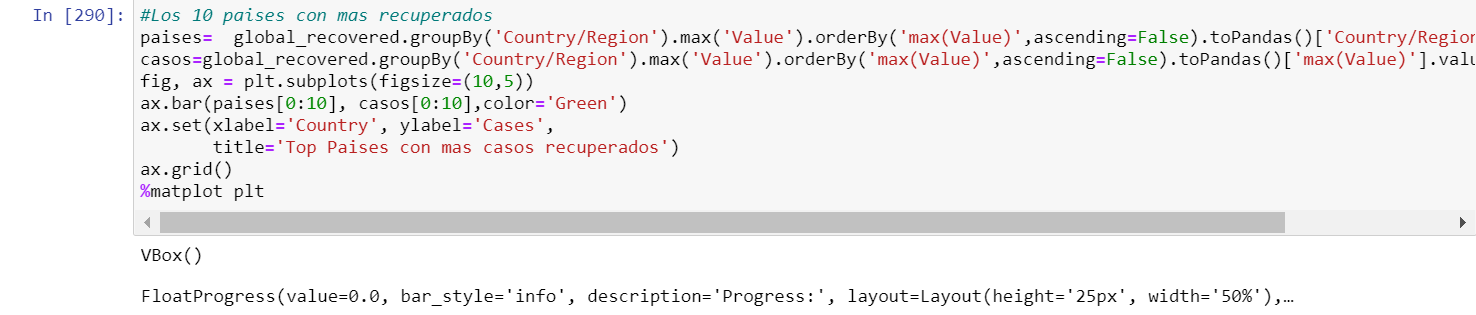 In [290]:
#Los 10 paises con mas recuperados
paises=  global_recovered.groupBy('Country/Region').max('Value').orderBy('max(Value)',ascending=False).toPandas()['Country/Region
casos=global_recovered.groupBy('Country/Region').max('Value').orderBy('max(Value)',ascending=False).toPandas()['max(Value)'].valu
fig, ax = plt.subplots(figsize=(10,5))
ax.bar(paises[0:10], casos[0:10],color='Green')
ax.set(xlabel='Country', ylabel='Cases',
       title='Top Paises con mas casos recuperados')
ax.grid()
%matplot plt
VBox()
FloatProgress(value=0.0, bar_style='info', description='Progress:', layout=Layout(height='25px', width='50%'),…